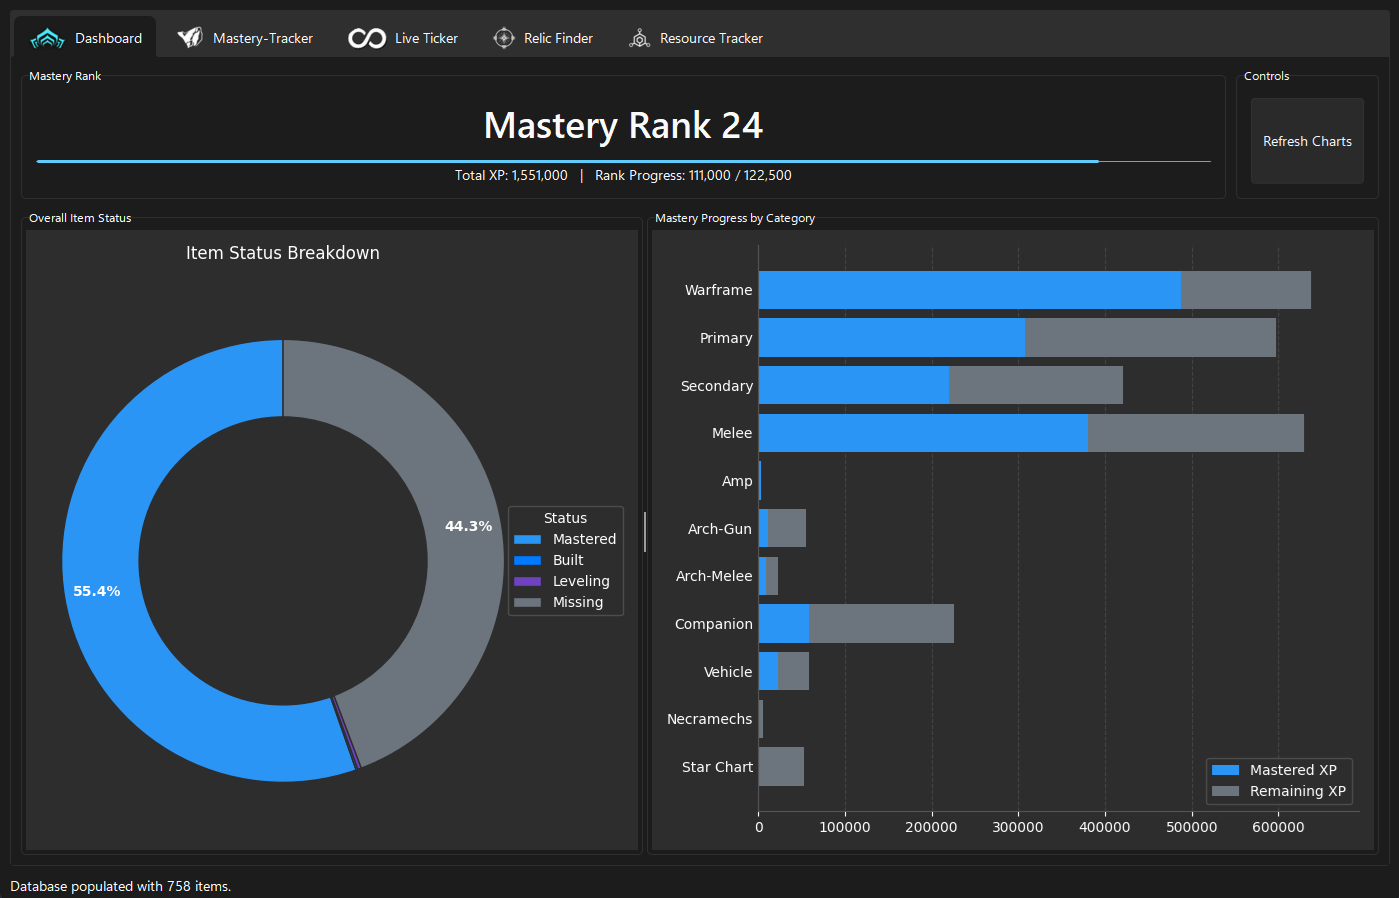 Dashboard
Mastery-Tracker
Live Ticker
Relic Finder
Resource Tracker
Mastery Rank
Mastery Rank 24
Total XP: 1,551,000 | Rank Progress: 111,000 / 122,500
Controls
Refresh Charts
Overall Item Status
Item Status Breakdown
44.3%
55.4%
Status
Mastered
Built
Leveling
Missing
Mastery Progress by Category
Warframe
Primary
Secondary
Melee
Amp
Arch-Gun
Arch-Melee
Companion
Vehicle
Necramechs
Star Chart
Mastered XP
Remaining XP
0 100000 200000 300000 400000 500000 600000
Database populated with 758 items.